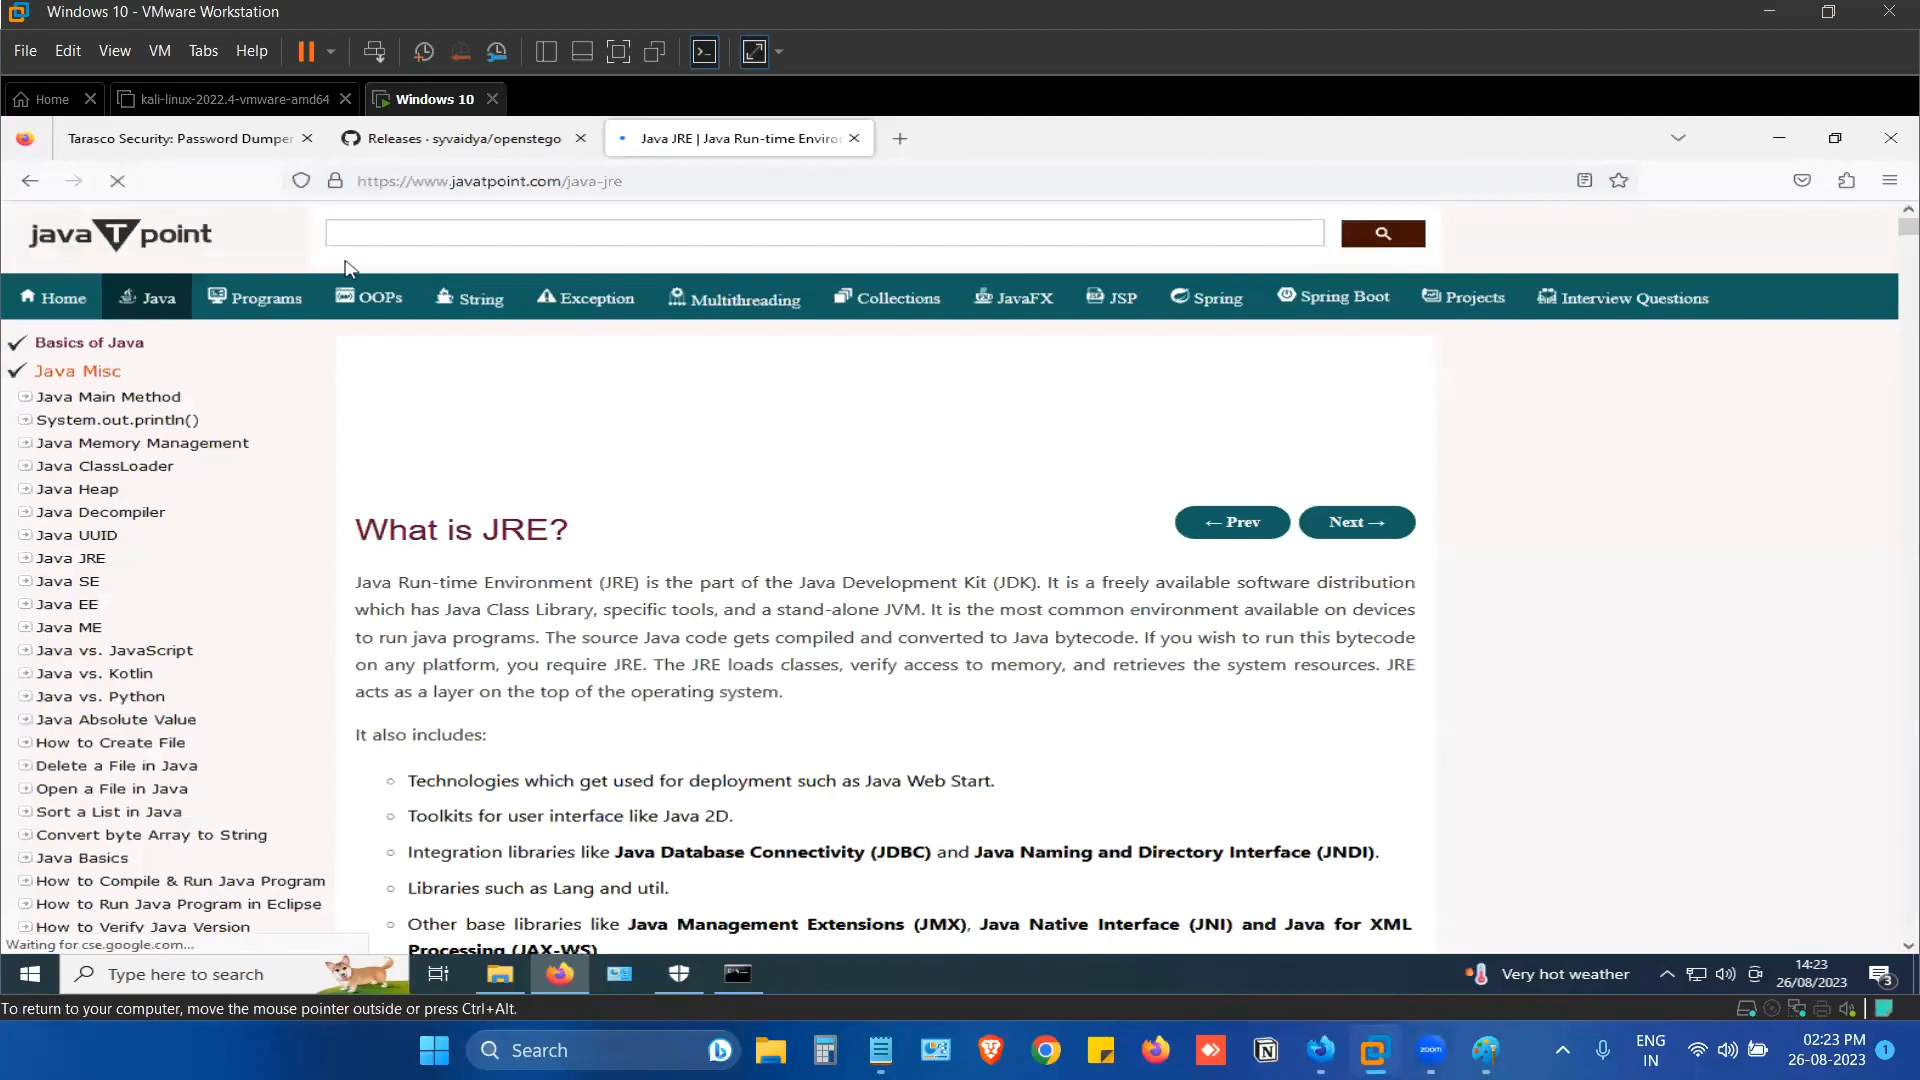 Windows 10 - VMware Workstation
File Edit View VM Tabs Help
Home kali-linux-2022.4-vmware-amd64 Windows 10
Tarasco Security: Password Dumper Releases · syvaidya/openstego Java JRE | Java Run-time Enviror
https://www.javatpoint.com/java-jre
java T point
Home Java Programs OOPs String Exception Multithreading Collections JavaFX JSP Spring Spring Boot Projects Interview Questions
Basics of Java
Java Misc
Java Main Method
System.out.println()
Java Memory Management
Java ClassLoader
Java Heap
Java Decompiler
Java UUID
Java JRE
Java SE
Java EE
Java ME
Java vs. JavaScript
Java vs. Kotlin
Java vs. Python
Java Absolute Value
How to Create File
Delete a File in Java
Open a File in Java
Sort a List in Java
Convert byte Array to String
Java Basics
How to Compile & Run Java Program
How to Run Java Program in Eclipse
How to Verify Java Version
Waiting for cse.google.com...
What is JRE?
← Prev Next →
Java Run-time Environment (JRE) is the part of the Java Development Kit (JDK). It is a freely available software distribution
which has Java Class Library, specific tools, and a stand-alone JVM. It is the most common environment available on devices
to run java programs. The source Java code gets compiled and converted to Java bytecode. If you wish to run this bytecode
on any platform, you require JRE. The JRE loads classes, verify access to memory, and retrieves the system resources. JRE
acts as a layer on the top of the operating system.
It also includes:
Technologies which get used for deployment such as Java Web Start.
Toolkits for user interface like Java 2D.
Integration libraries like Java Database Connectivity (JDBC) and Java Naming and Directory Interface (JNDI).
Libraries such as Lang and util.
Other base libraries like Java Management Extensions (JMX), Java Native Interface (JNI) and Java for XML
Processing (JAX-WS)
Type here to search Very hot weather 14:23
26/08/2023 3
To return to your computer, move the mouse pointer outside or press Ctrl+Alt.
Search zoom ENG 02:23 PM
IN 26-08-2023 1